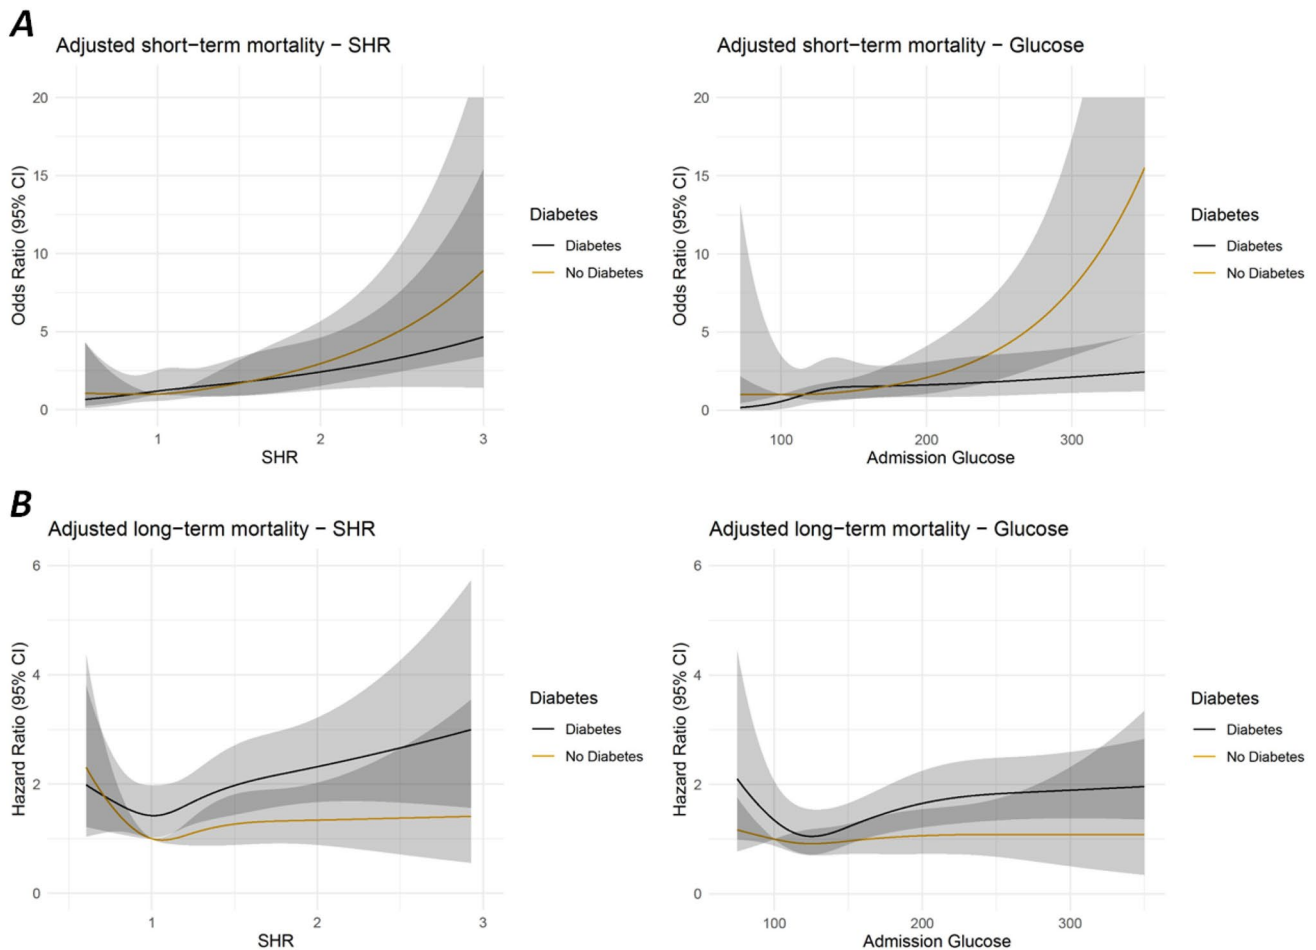 A
Adjusted short−term mortality − SHR
Odds Ratio (95% CI)
20
15
10
5
0
1
2
3
SHR
Diabetes
Diabetes
No Diabetes
Adjusted short−term mortality − Glucose
Odds Ratio (95% CI)
20
15
10
5
0
100
200
300
Admission Glucose
Diabetes
Diabetes
No Diabetes
B
Adjusted long−term mortality − SHR
Hazard Ratio (95% CI)
6
4
2
0
1
2
3
SHR
Diabetes
Diabetes
No Diabetes
Adjusted long−term mortality − Glucose
Hazard Ratio (95% CI)
6
4
2
0
100
200
300
Admission Glucose
Diabetes
Diabetes
No Diabetes